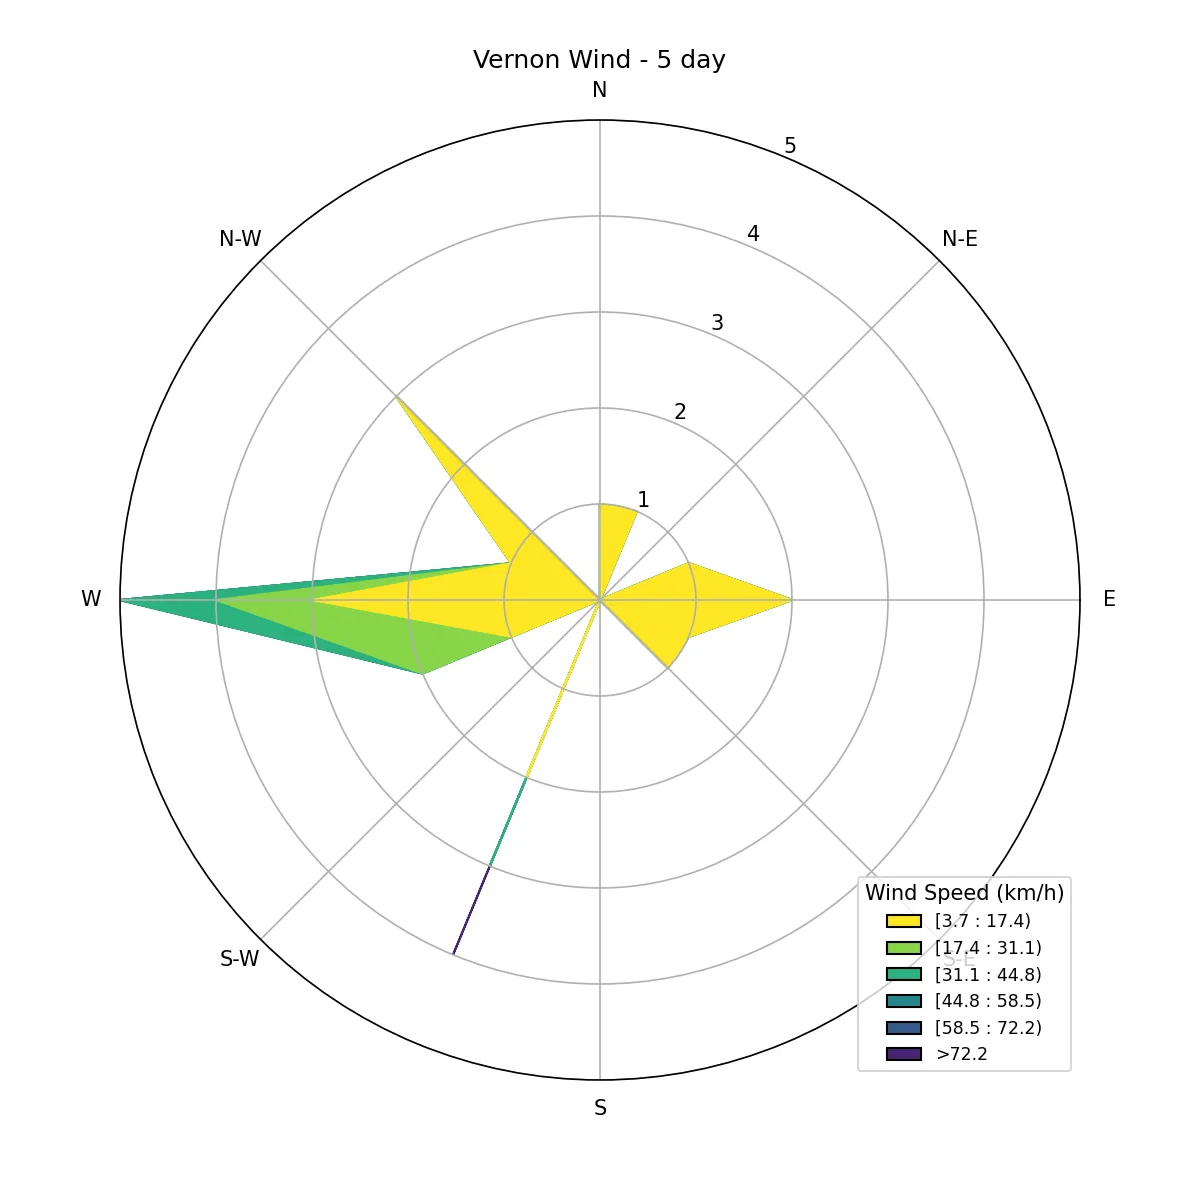 Vernon Wind - 5 day
N
5
N-W
4
N-E
3
2
1
W
E
S-W
S-E
S
Wind Speed (km/h)
[3.7 : 17.4)
[17.4 : 31.1)
[31.1 : 44.8)
[44.8 : 58.5)
[58.5 : 72.2)
>72.2